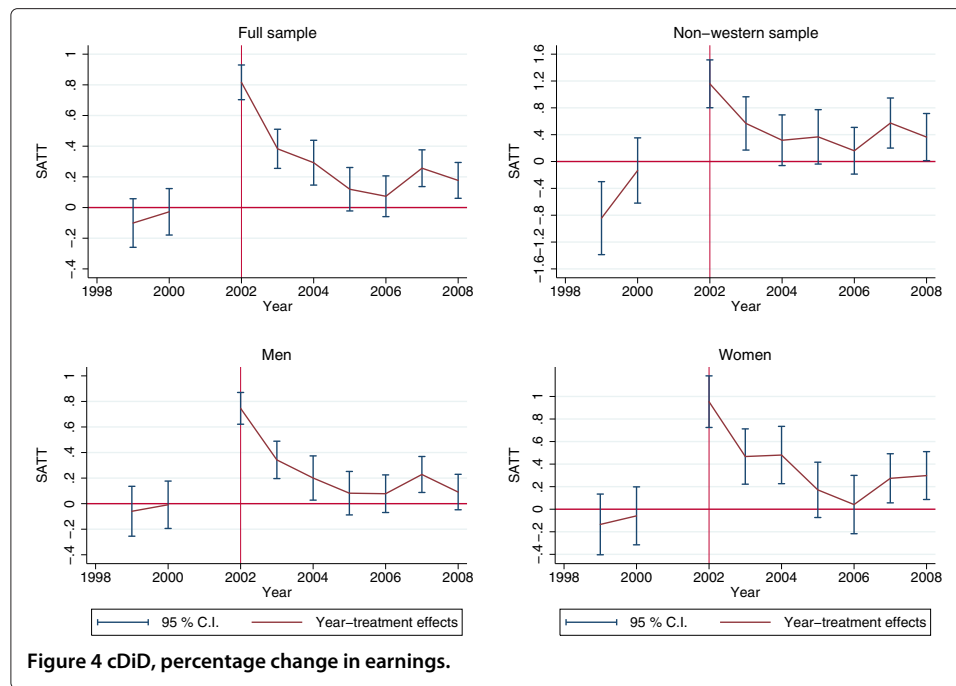 Full sample
SATT
1
.8
.6
.4
.2
0
-.2
-.4
1998 2000 2002 2004 2006 2008
Year
Non-western sample
SATT
1.6
1.2
.8
.4
0
-.4
-.8
-1.2
-1.6
1998 2000 2002 2004 2006 2008
Year
Men
SATT
1
.8
.6
.4
.2
0
-.2
-.4
1998 2000 2002 2004 2006 2008
Year
Women
SATT
1
.8
.6
.4
.2
0
-.2
-.4
1998 2000 2002 2004 2006 2008
Year
95 % C.I. Year-treatment effects
95 % C.I. Year-treatment effects
Figure 4 cDiD, percentage change in earnings.